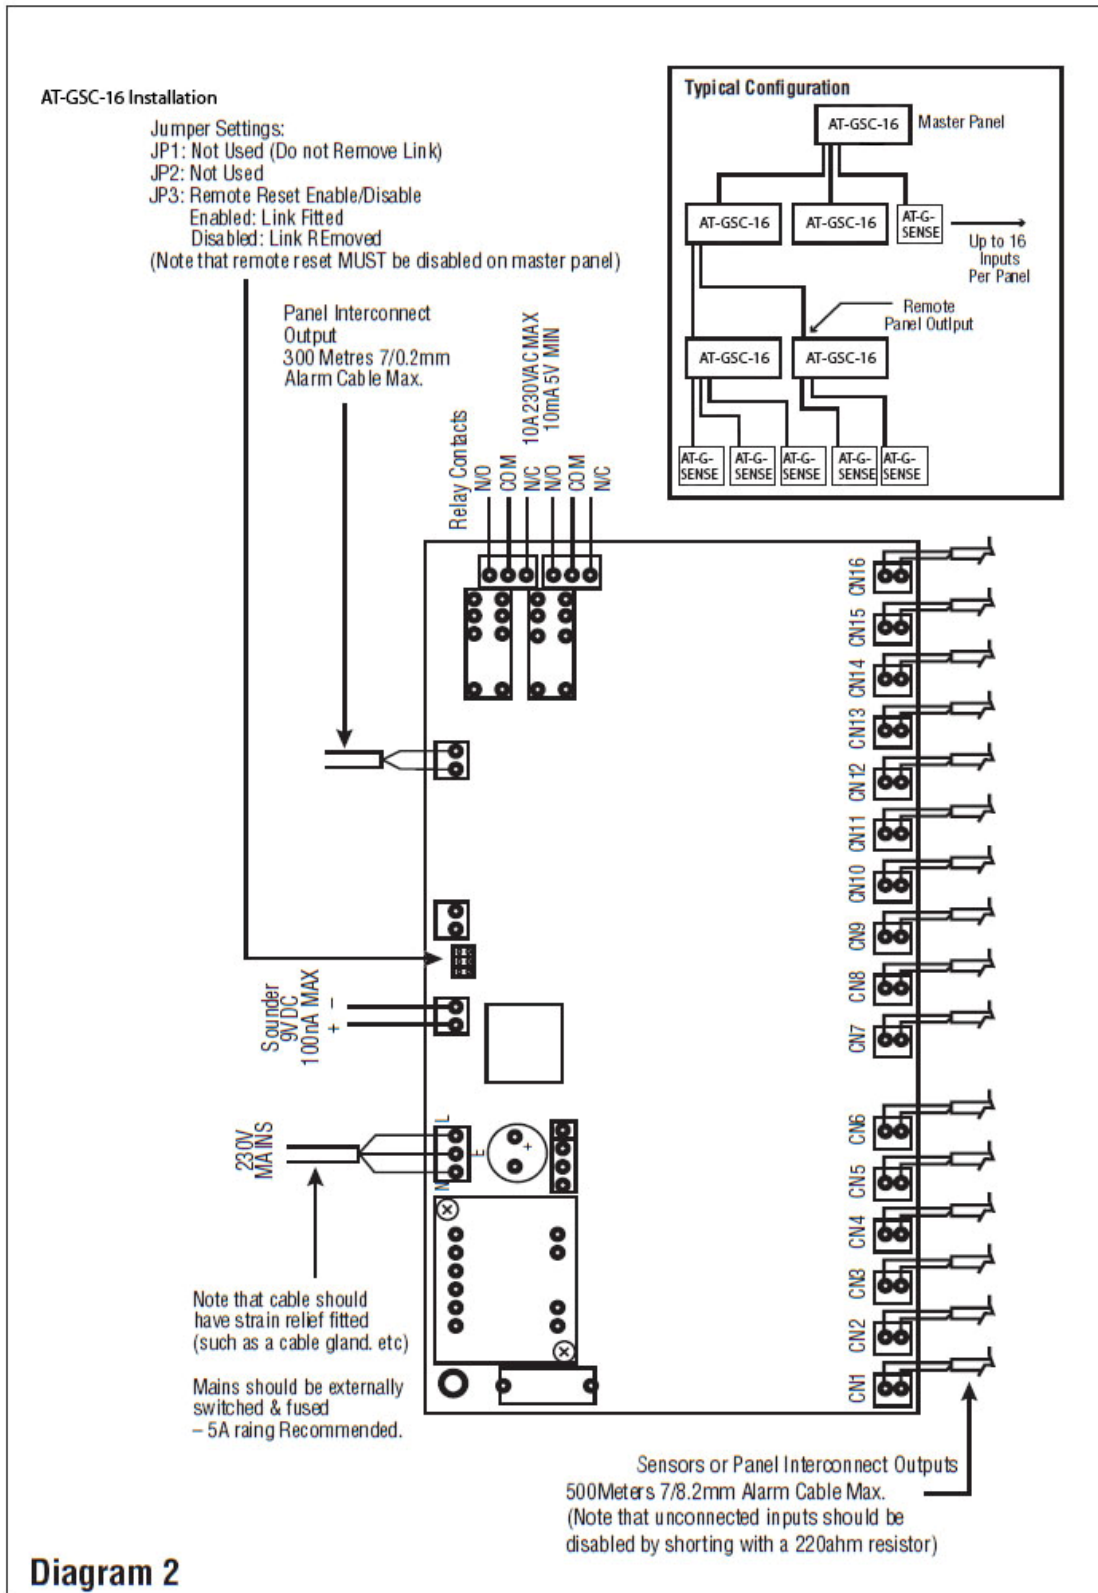 AT-GSC-16 Installation
Jumper Settings:
JP1: Not Used (Do not Remove Link)
JP2: Not Used
JP3: Remote Reset Enable/Disable
Enabled: Link Fitted
Disabled: Link REmoved
(Note that remote reset MUST be disabled on master panel)
Typical Configuration
AT-GSC-16
Master Panel
AT-GSC-16
AT-GSC-16
AT-G-
SENSE
Up to 16
Inputs
Per Panel
Remote
Panel Outlput
AT-GSC-16
AT-GSC-16
AT-G-
SENSE
AT-G-
SENSE
AT-G-
SENSE
AT-G-
SENSE
AT-G-
SENSE
Panel Interconnect
Output
300 Metres 7/0.2mm
Alarm Cable Max.
Relay Contacts
N/O
COM
N/C
10A 230VAC MAX
10mA 5V MIN
N/O
COM
N/C
CN16
CN15
CN14
CN13
CN12
CN11
CN10
CN9
CN8
CN7
CN6
CN5
CN4
CN3
CN2
CN1
Sounder
9VDC
100nA MAX
+ –
230V
MAINS
L
E
N
+
Note that cable should
have strain relief fitted
(such as a cable gland. etc)
Mains should be externally
switched & fused
– 5A raing Recommended.
Sensors or Panel Interconnect Outputs
500Meters 7/8.2mm Alarm Cable Max.
(Note that unconnected inputs should be
disabled by shorting with a 220ahm resistor)
Diagram 2